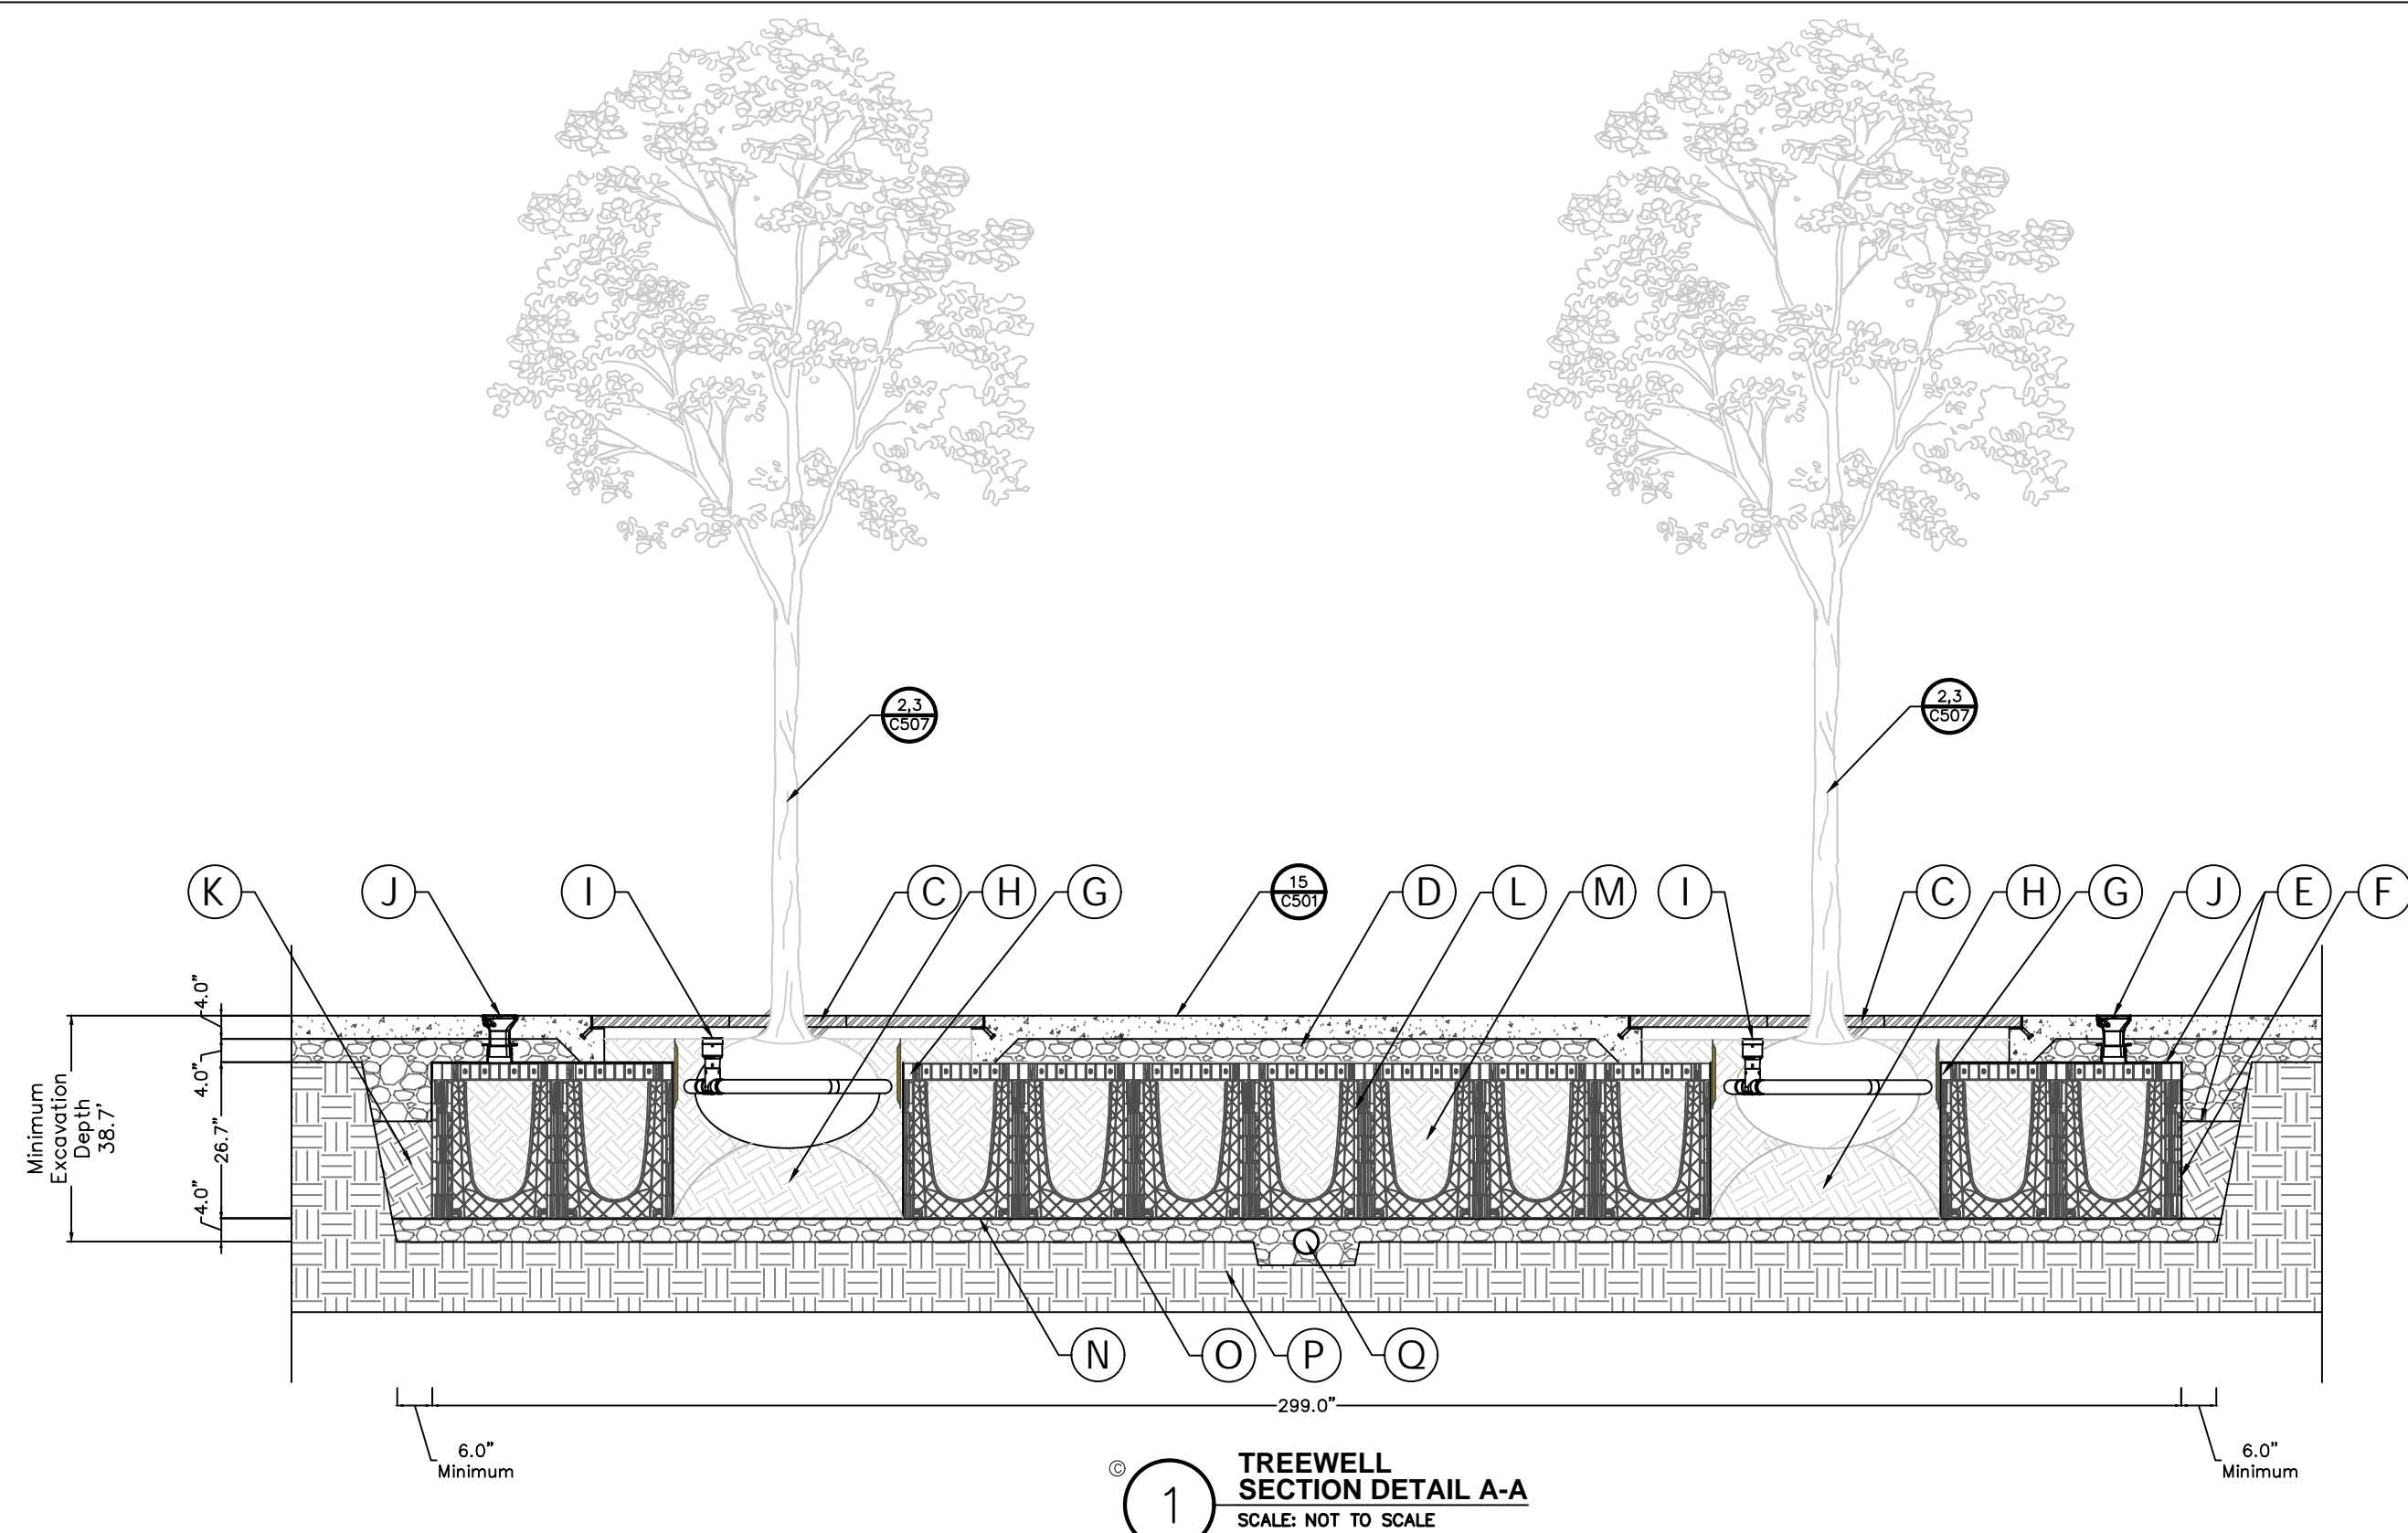 2,3
C507
2,3
C507
K
J
I
C
H
G
15
C501
D
L
M
I
C
H
G
J
E
F
4.0"
4.0"
26.7"
4.0"
Minimum
Excavation
Depth
38.7'
N
O
P
Q
299.0"
6.0"
Minimum
6.0"
Minimum
©
1
TREEWELL
SECTION DETAIL A-A
SCALE: NOT TO SCALE